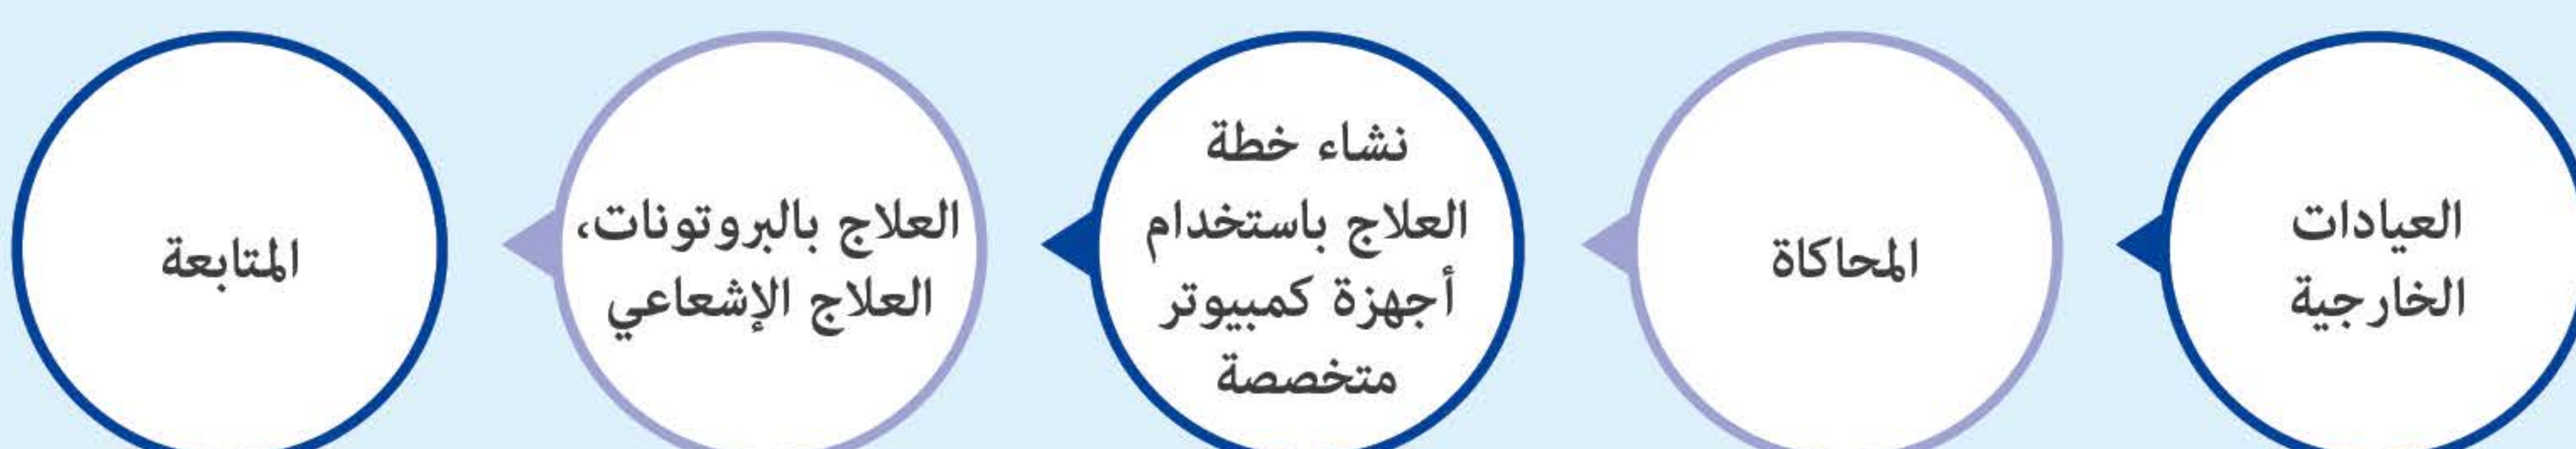 العيادات
الخارجية
المحاكاة
نشاء خطة
العلاج باستخدام
أجهزة كمبيوتر
متخصصة
العلاج بالبروتونات،
العلاج الإشعاعي
المتابعة